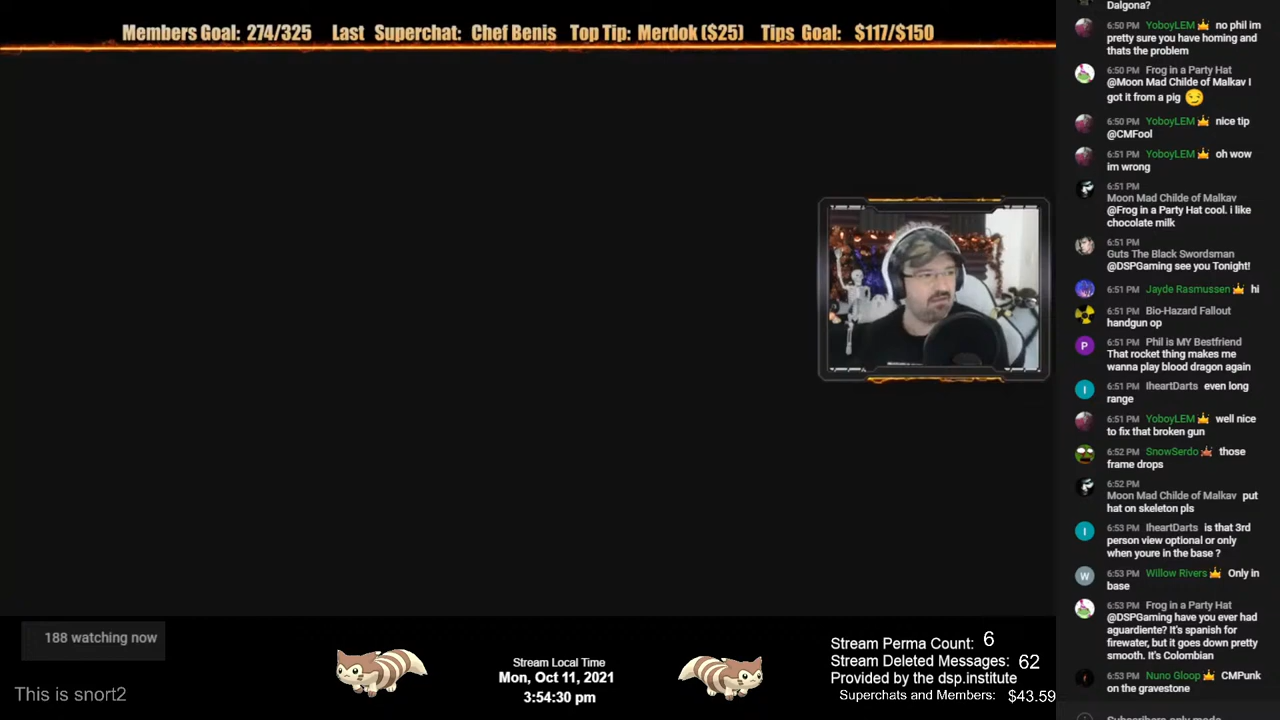 Members Goal: 274/325 Last Superchat: Chef Benis Top Tip: Merdok ($25) Tips Goal: $117/$150
Dalgona?
6:50 PM YoboyLEM no phil im
pretty sure you have homing and
thats the problem
6:50 PM Frog in a Party Hat
@Moon Mad Childe of Malkav I
got it from a pig 😏
6:50 PM YoboyLEM nice tip
@CMFool
6:51 PM YoboyLEM oh wow
im wrong
6:51 PM
Moon Mad Childe of Malkav
@Frog in a Party Hat cool. i like
chocolate milk
6:51 PM
Guts The Black Swordsman
@DSPGaming see you Tonight!
6:51 PM Jayde Rasmussen hi
6:51 PM Bio-Hazard Fallout
handgun op
P
6:51 PM Phil is MY Bestfriend
That rocket thing makes me
wanna play blood dragon again
I
6:51 PM IheartDarts even long
range
6:51 PM YoboyLEM well nice
to fix that broken gun
6:52 PM SnowSerdo those
frame drops
6:52 PM
Moon Mad Childe of Malkav put
hat on skeleton pls
I
6:53 PM IheartDarts is that 3rd
person view optional or only
when youre in the base ?
W
6:53 PM Willow Rivers Only in
base
6:53 PM Frog in a Party Hat
@DSPGaming have you ever had
aguardiente? It's spanish for
firewater, but it goes down pretty
smooth. It's Colombian
6:53 PM Nuno Gloop CMPunk
on the gravestone
188 watching now
This is snort2
Stream Local Time
Mon, Oct 11, 2021
3:54:30 pm
Stream Perma Count: 6
Stream Deleted Messages: 62
Provided by the dsp.institute
Superchats and Members: $43.59